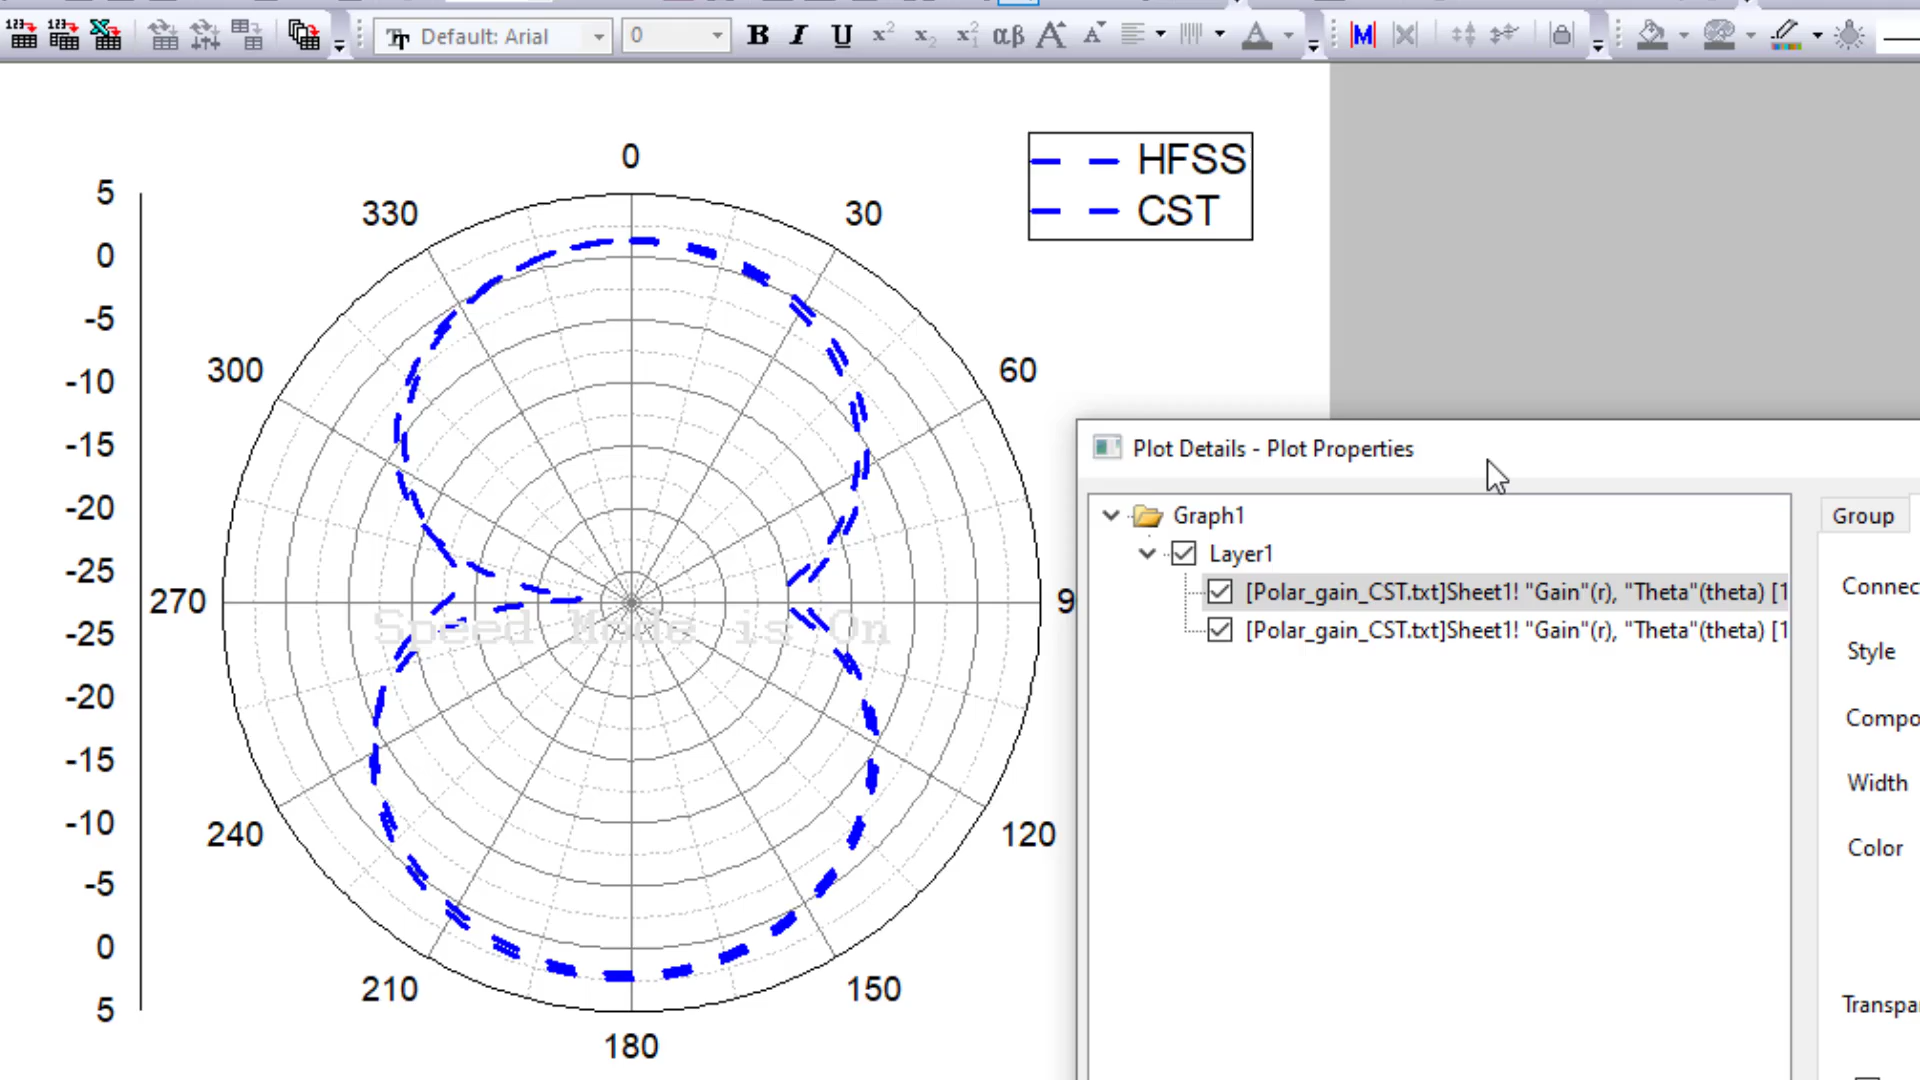 Default: Arial
0
B I U x² x₂ x²₁ αβ A A A
M
HFSS
CST
0
30
60
9
120
150
180
210
240
270
300
330
5
0
-5
-10
-15
-20
-25
-25
-20
-15
-10
-5
0
5
Speed Mode is On
Plot Details - Plot Properties
Graph1
Layer1
[Polar_gain_CST.txt]Sheet1! "Gain"(r), "Theta"(theta) [1
[Polar_gain_CST.txt]Sheet1! "Gain"(r), "Theta"(theta) [1
Group
Connec
Style
Compo
Width
Color
Transpa